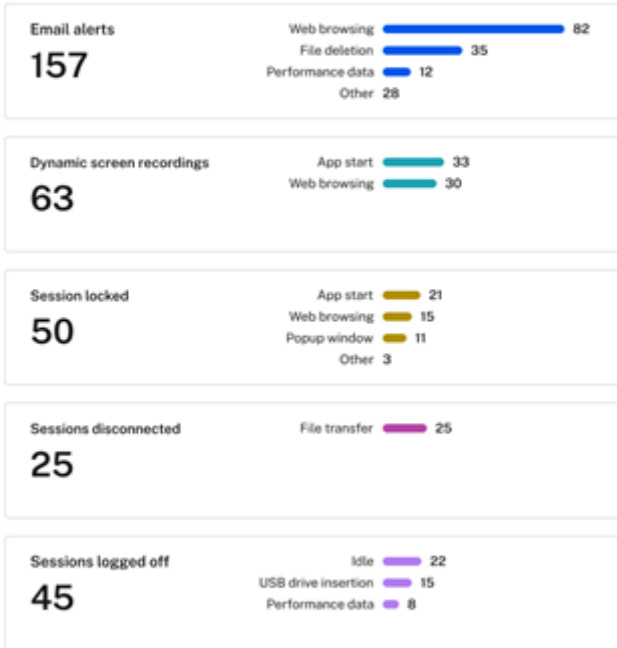 Email alerts
157
Web browsing 82
File deletion 35
Performance data 12
Other 28
Dynamic screen recordings
63
App start 33
Web browsing 30
Session locked
50
App start 21
Web browsing 15
Popup window 11
Other 3
Sessions disconnected
25
File transfer 25
Sessions logged off
45
Idle 22
USB drive insertion 15
Performance data 8